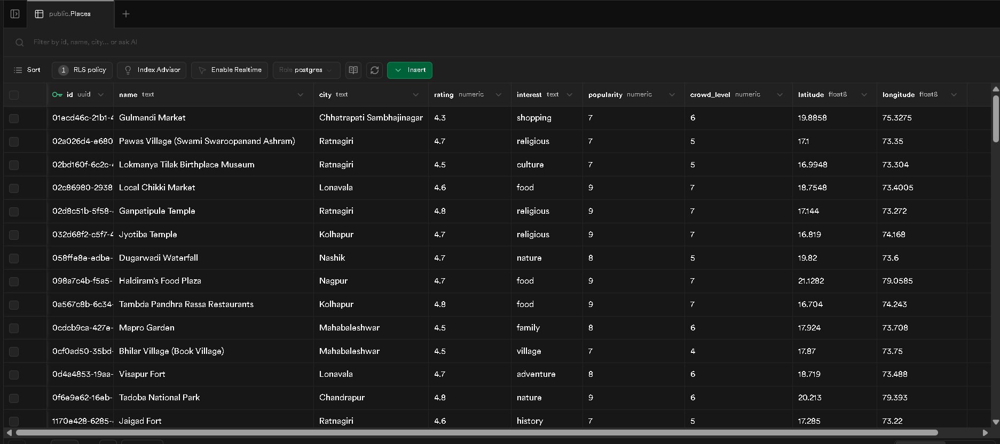 public.Places
Filter by id, name, city... or ask AI
Sort 1 RLS policy Index Advisor Enable Realtime Role postgres Insert
id uuid name text city text rating numeric interest text popularity numeric crowd_level numeric latitude float8 longitude float8
01ecd46c-21b1-4 Gulmandi Market Chhatrapati Sambhajinagar 4.3 shopping 7 6 19.8858 75.3275
02a026d4-e680 Pawas Village (Swami Swaroopanand Ashram) Ratnagiri 4.7 religious 7 5 17.1 73.35
02bd160f-6c2c- Lokmanya Tilak Birthplace Museum Ratnagiri 4.5 culture 7 5 16.9948 73.304
02c86980-2938 Local Chikki Market Lonavala 4.6 food 9 7 18.7548 73.4005
02d8c51b-5f58- Ganpatipule Temple Ratnagiri 4.8 religious 9 7 17.144 73.272
032d68f2-c5f7-4 Jyotiba Temple Kolhapur 4.7 religious 9 7 16.819 74.168
058ffe8e-edbe- Dugarwadi Waterfall Nashik 4.7 nature 8 5 19.82 73.6
098a7c4b-f5a5- Haldiram's Food Plaza Nagpur 4.7 food 9 7 21.1282 79.0585
0a567c8b-6c34- Tambda Pandhra Rassa Restaurants Kolhapur 4.8 food 9 7 16.704 74.243
0cdcb9ca-427e- Mapro Garden Mahabaleshwar 4.5 family 8 6 17.924 73.708
0cf0ad50-35bd- Bhilar Village (Book Village) Mahabaleshwar 4.5 village 7 4 17.87 73.75
0d4a4853-19aa- Visapur Fort Lonavala 4.7 adventure 8 6 18.719 73.488
0f6e9e62-16eb- Tadoba National Park Chandrapur 4.8 nature 9 6 20.213 79.393
1170e428-6285- Jaigad Fort Ratnagiri 4.6 history 7 5 17.285 73.22